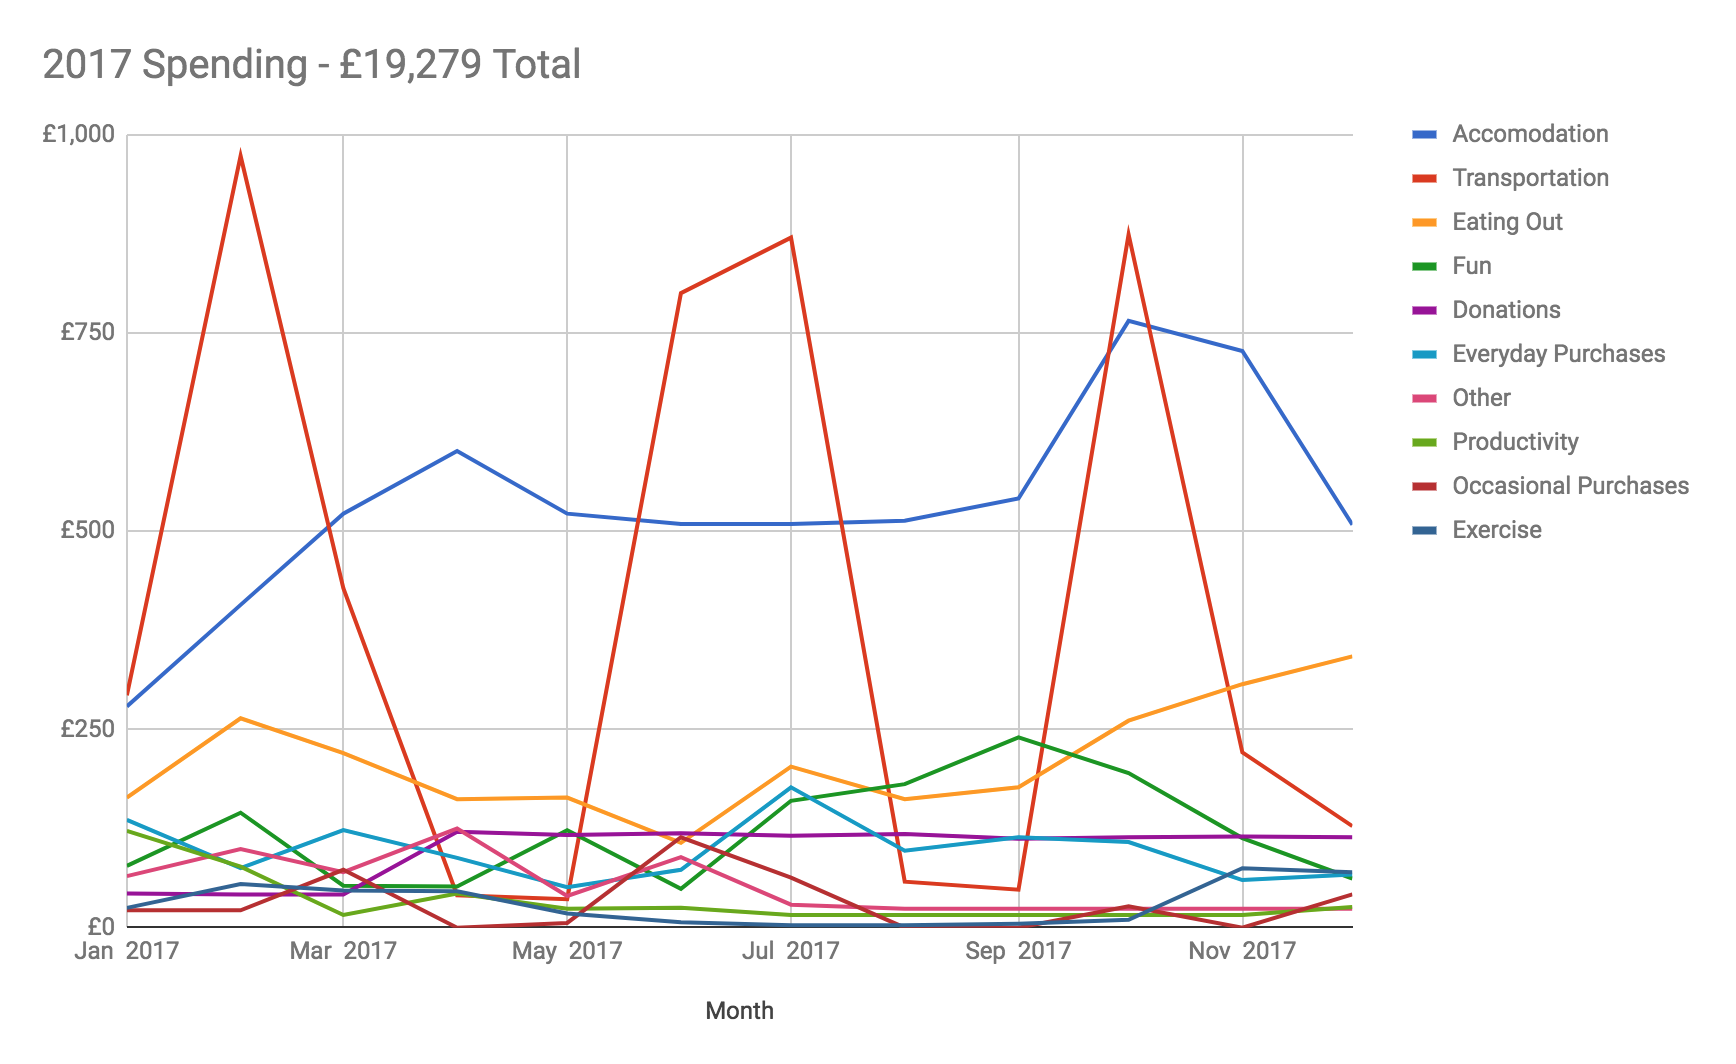 2017 Spending - £19,279 Total
£1,000
£750
£500
£250
£0
Jan 2017
Mar 2017
May 2017
Jul 2017
Sep 2017
Nov 2017
Month
Accomodation
Transportation
Eating Out
Fun
Donations
Everyday Purchases
Other
Productivity
Occasional Purchases
Exercise